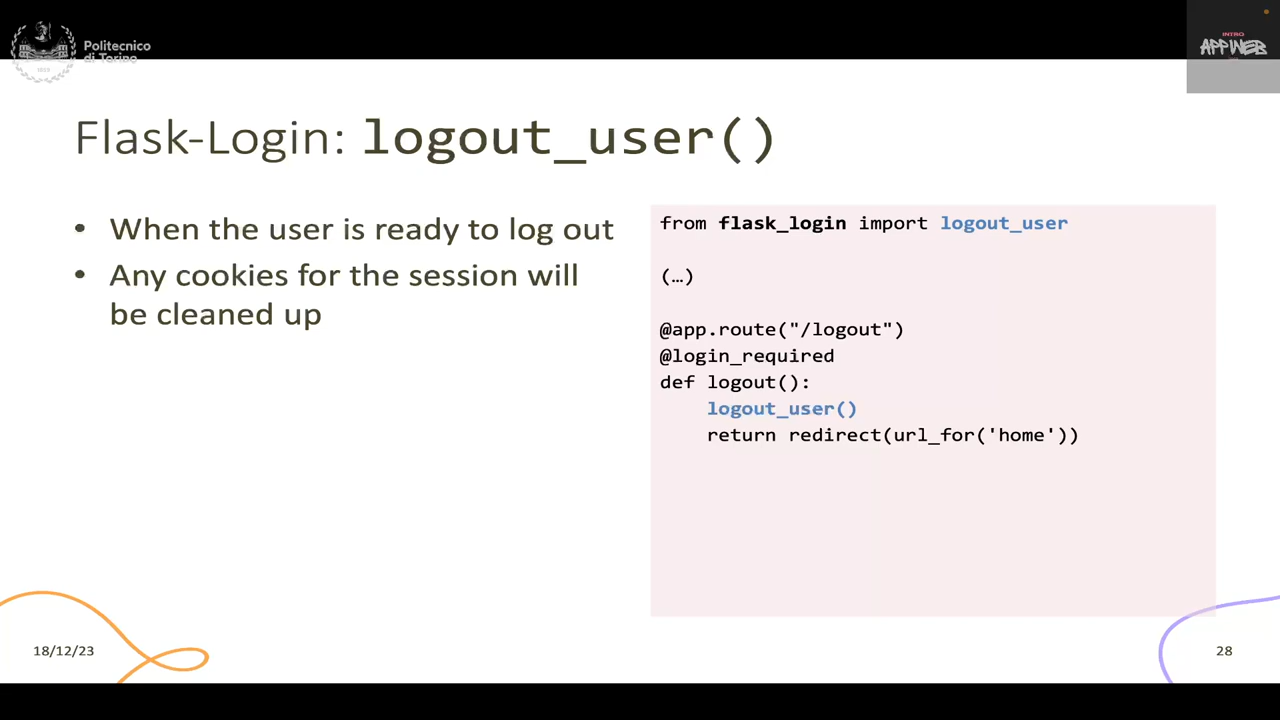 Politecnico
di Torino
INTRO
APPWEB
Flask-Login: logout_user()
• When the user is ready to log out
• Any cookies for the session will
be cleaned up
from flask_login import logout_user
(…)
@app.route("/logout")
@login_required
def logout():
    logout_user()
    return redirect(url_for('home'))
18/12/23
28